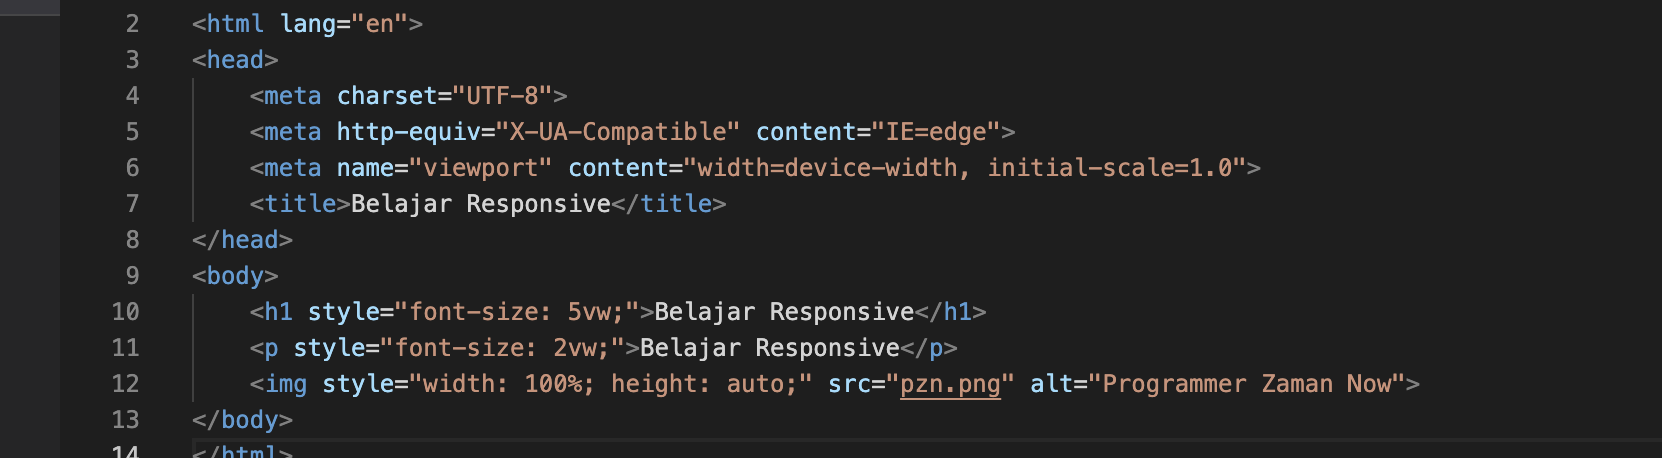 2 <html lang="en">
3 <head>
4 <meta charset="UTF-8">
5 <meta http-equiv="X-UA-Compatible" content="IE=edge">
6 <meta name="viewport" content="width=device-width, initial-scale=1.0">
7 <title>Belajar Responsive</title>
8 </head>
9 <body>
10 <h1 style="font-size: 5vw;">Belajar Responsive</h1>
11 <p style="font-size: 2vw;">Belajar Responsive</p>
12 <img style="width: 100%; height: auto;" src="pzn.png" alt="Programmer Zaman Now">
13 </body>
14 </html>